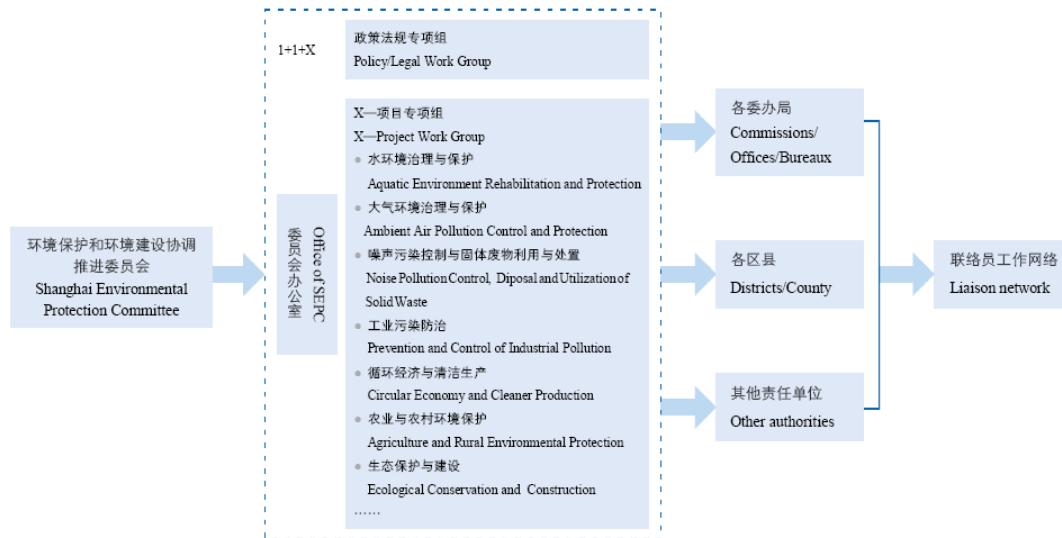 环境保护和环境建设协调
推进委员会
Shanghai Environmental
Protection Committee
1+1+X
委员会办公室
Office of SEPC
政策法规专项组
Policy/Legal Work Group
X—项目专项组
X—Project Work Group
水环境治理与保护
Aquatic Environment Rehabilitation and Protection
大气环境治理与保护
Ambient Air Pollution Control and Protection
噪声污染控制与固体废物利用与处置
Noise Pollution Control, Diposal and Utilization of
Solid Waste
工业污染防治
Prevention and Control of Industrial Pollution
循环经济与清洁生产
Circular Economy and Cleaner Production
农业与农村环境保护
Agriculture and Rural Environmental Protection
生态保护与建设
Ecological Conservation and Construction
……
各委办局
Commissions/
Offices/Bureaux
各区县
Districts/County
其他责任单位
Other authorities
联络员工作网络
Liaison network